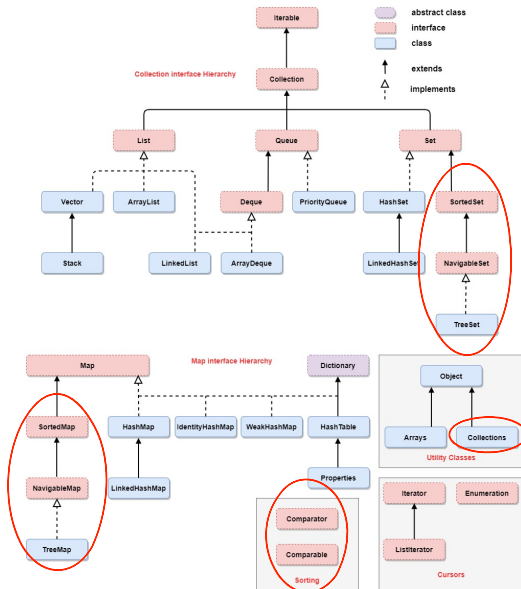 abstract class
Iterable
interface
class
Collection interface Hierarchy
Collection
extends
implements
List
Queue
Set
Vector
ArrayList
Deque
PriorityQueue
HashSet
SortedSet
Stack
LinkedList
ArrayDeque
LinkedHashSet
NavigableSet
TreeSet
Map interface Hierarchy
Map
Dictionary
Object
SortedMap
HashMap
IdentityHashMap
WeakHashMap
HashTable
Arrays
Collections
Utility Classes
NavigableMap
LinkedHashMap
Properties
Iterator
Enumeration
Comparator
TreeMap
Comparable
ListIterator
Sorting
Cursors